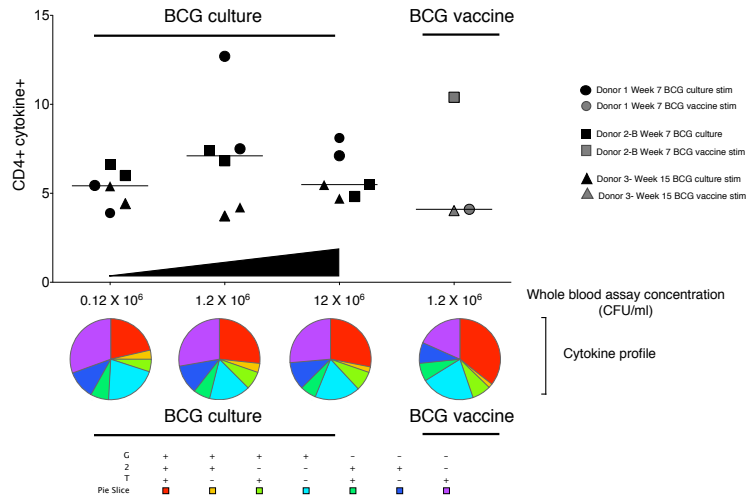 BCG culture
BCG vaccine
15
10
5
0
CD4+ cytokine+
Donor 1 Week 7 BCG culture stim
Donor 1 Week 7 BCG vaccine stim
Donor 2-B Week 7 BCG culture
Donor 2-B Week 7 BCG vaccine stim
Donor 3- Week 15 BCG culture stim
Donor 3- Week 15 BCG vaccine stim
0.12 X 10⁶
1.2 X 10⁶
12 X 10⁶
1.2 X 10⁶
Whole blood assay concentration
(CFU/ml)
Cytokine profile
BCG culture
BCG vaccine
G + + + + – – –
2 + + – – + + –
T + – + – + – +
Pie Slice